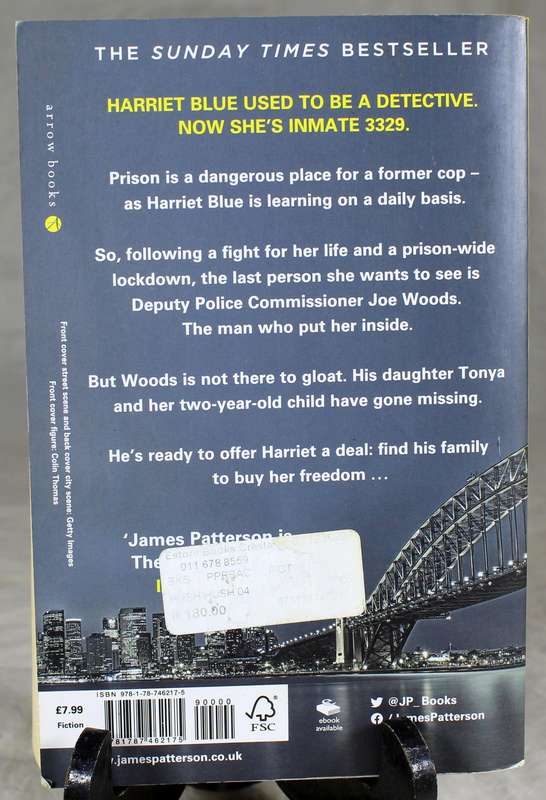 THE SUNDAY TIMES BESTSELLER
HARRIET BLUE USED TO BE A DETECTIVE.
NOW SHE'S INMATE 3329.
Prison is a dangerous place for a former cop –
as Harriet Blue is learning on a daily basis.
So, following a fight for her life and a prison-wide
lockdown, the last person she wants to see is
Deputy Police Commissioner Joe Woods.
The man who put her inside.
But Woods is not there to gloat. His daughter Tonya
and her two-year-old child have gone missing.
He's ready to offer Harriet a deal: find his family
to buy her freedom ...
'James Patterson is
The
Books
011 678 8569
HUSH HUSH 04
180.00
arrow books
Front cover street scene and back cover city scene: Getty Images
Front cover figure: Colin Thomas
£7.99
Fiction
ISBN 978-1-78-746217-5
90000
781787 462175
FSC
ebook
available
@JP_Books
/JamesPatterson
w.jamespatterson.co.uk